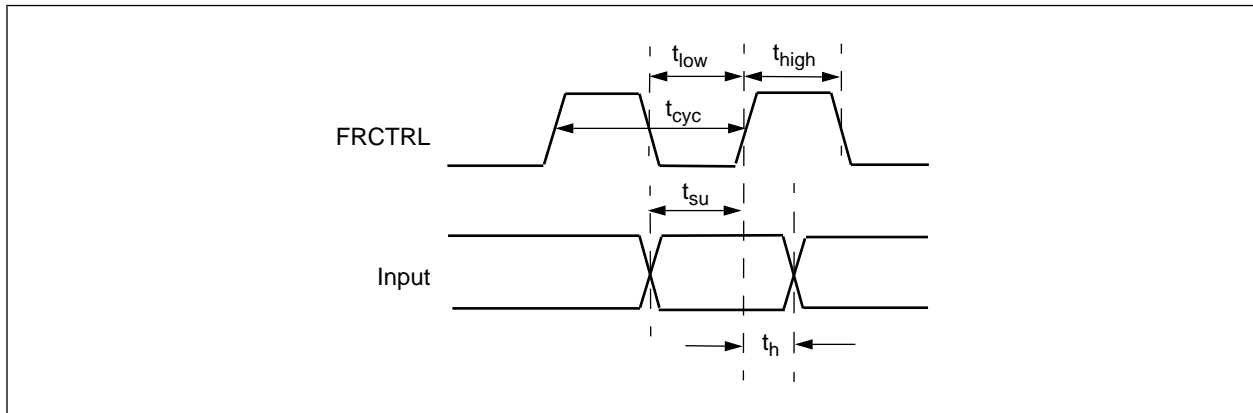 t_low
t_high
t_cyc
FRCTRL
t_su
Input
t_h